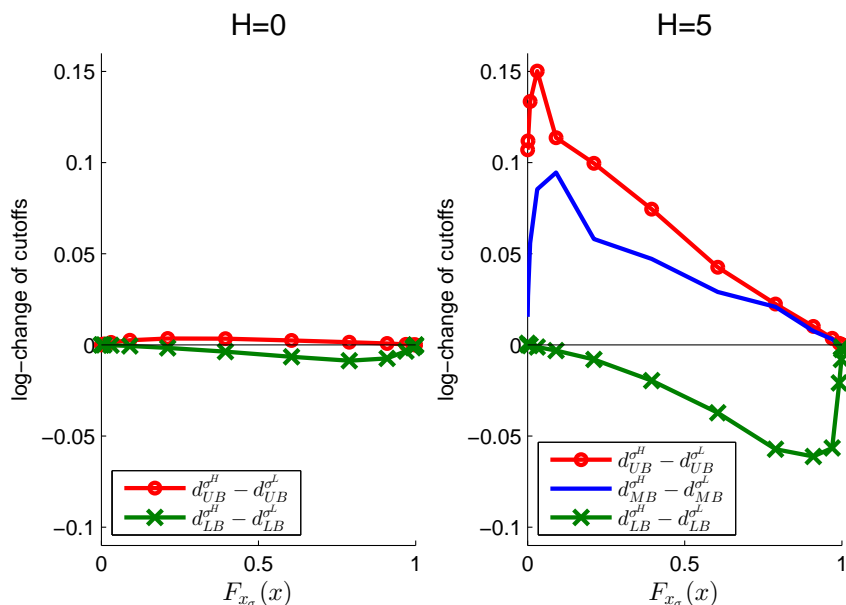 H=0
0.15
0.1
0.05
0
−0.05
−0.1
log−change of cutoffs
0
0.5
1
F_{x_σ}(x)
d_{UB}^{σ^H} − d_{UB}^{σ^L}
d_{LB}^{σ^H} − d_{LB}^{σ^L}
H=5
0.15
0.1
0.05
0
−0.05
−0.1
log−change of cutoffs
0
0.5
1
F_{x_σ}(x)
d_{UB}^{σ^H} − d_{UB}^{σ^L}
d_{MB}^{σ^H} − d_{MB}^{σ^L}
d_{LB}^{σ^H} − d_{LB}^{σ^L}